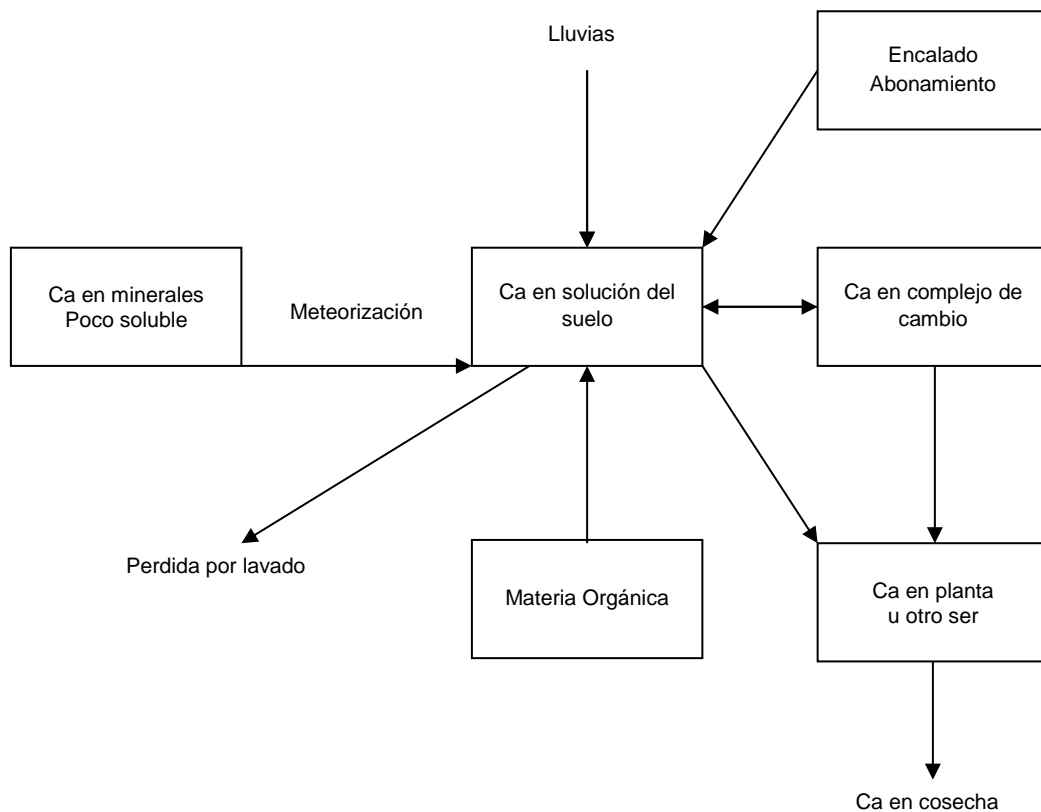 Lluvias
Encalado
Abonamiento
Ca en minerales
Poco soluble
Meteorización
Ca en solución del
suelo
Ca en complejo de
cambio
Perdida por lavado
Materia Orgánica
Ca en planta
u otro ser
Ca en cosecha